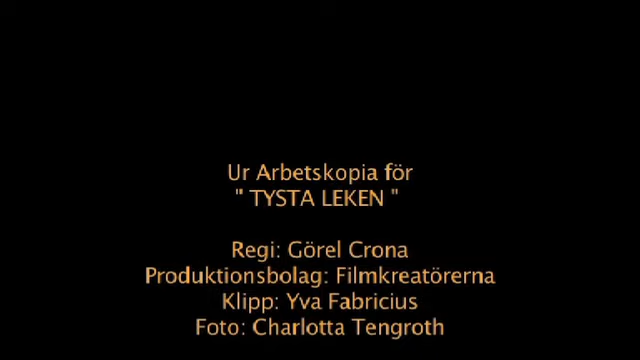 Ur Arbetskopia för
" TYSTA LEKEN "
Regi: Görel Crona
Produktionsbolag: Filmkreatörerna
Klipp: Yva Fabricius
Foto: Charlotta Tengroth